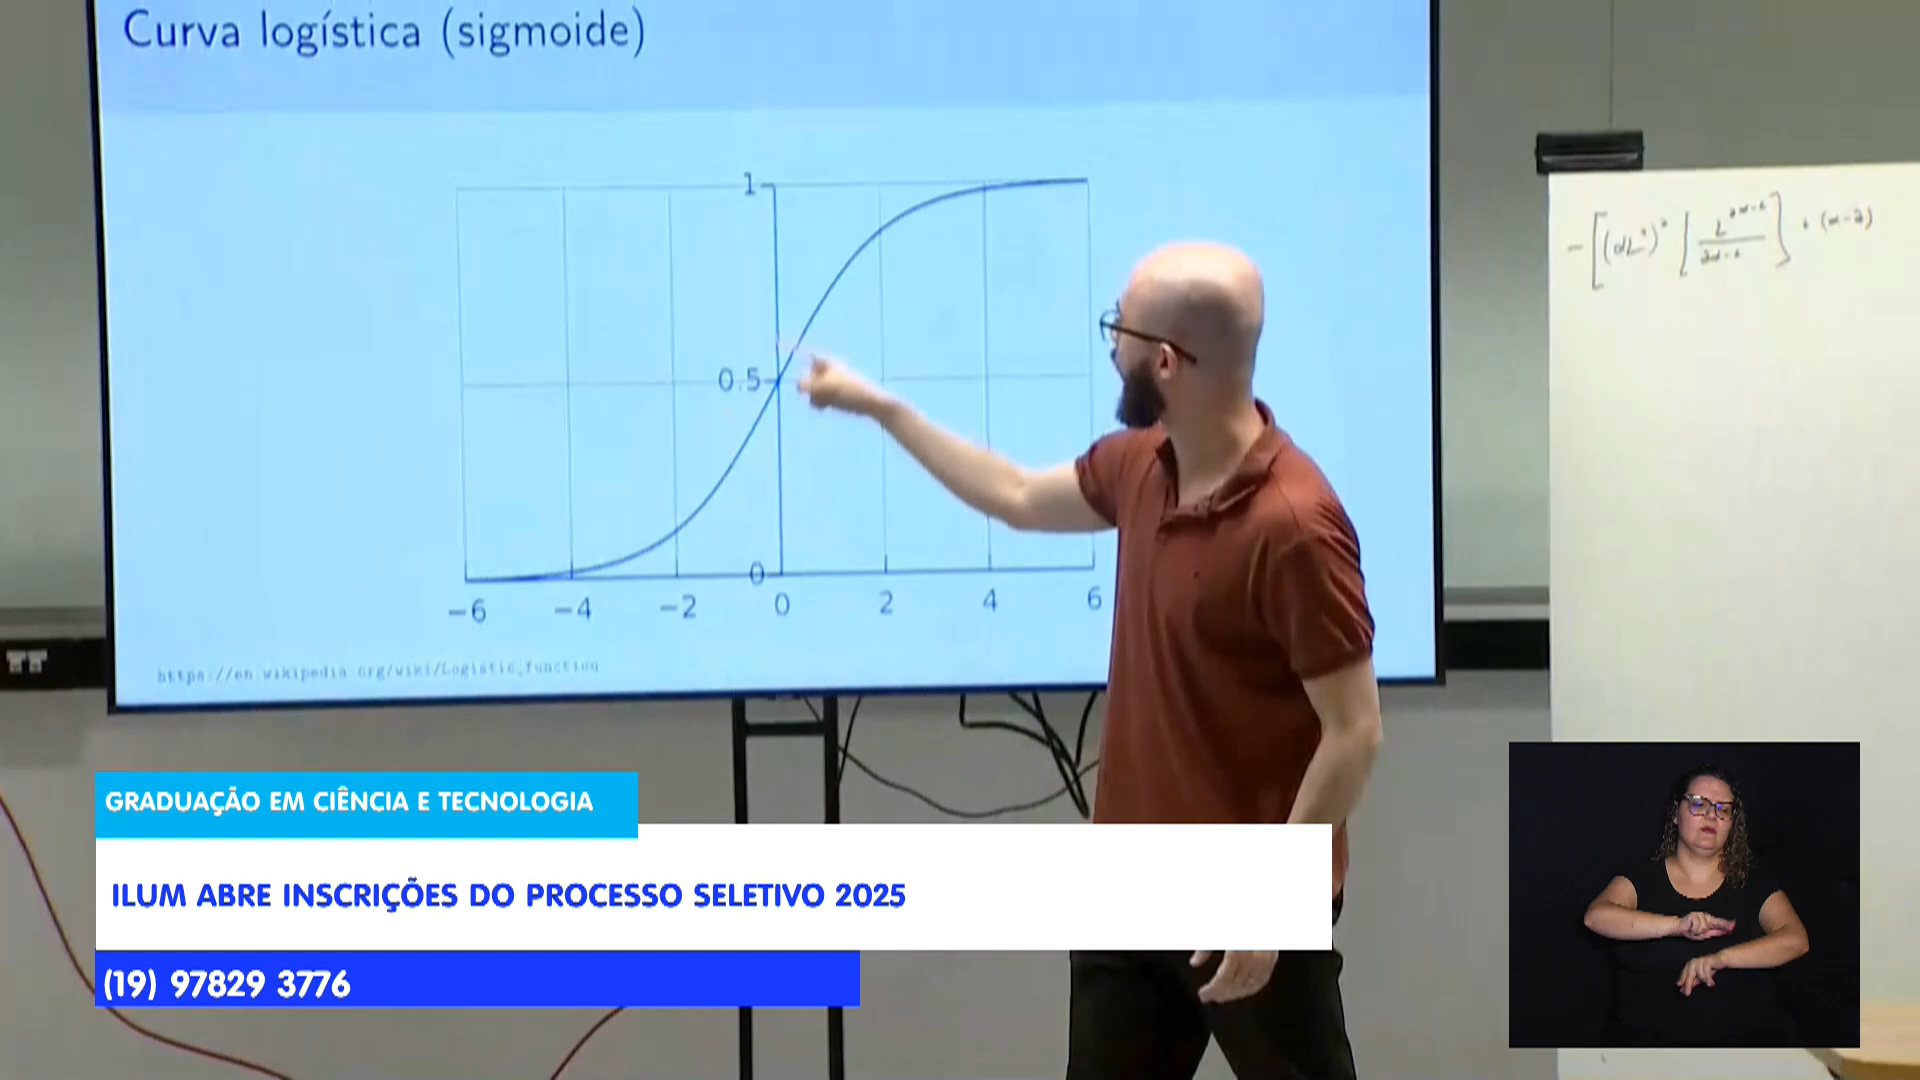 Curva logística (sigmoide)
1
0.5
0
−6 −4 −2 0 2 4 6
https://en.wikipedia.org/wiki/Logistic_function
GRADUAÇÃO EM CIÊNCIA E TECNOLOGIA
ILUM ABRE INSCRIÇÕES DO PROCESSO SELETIVO 2025
(19) 97829 3776